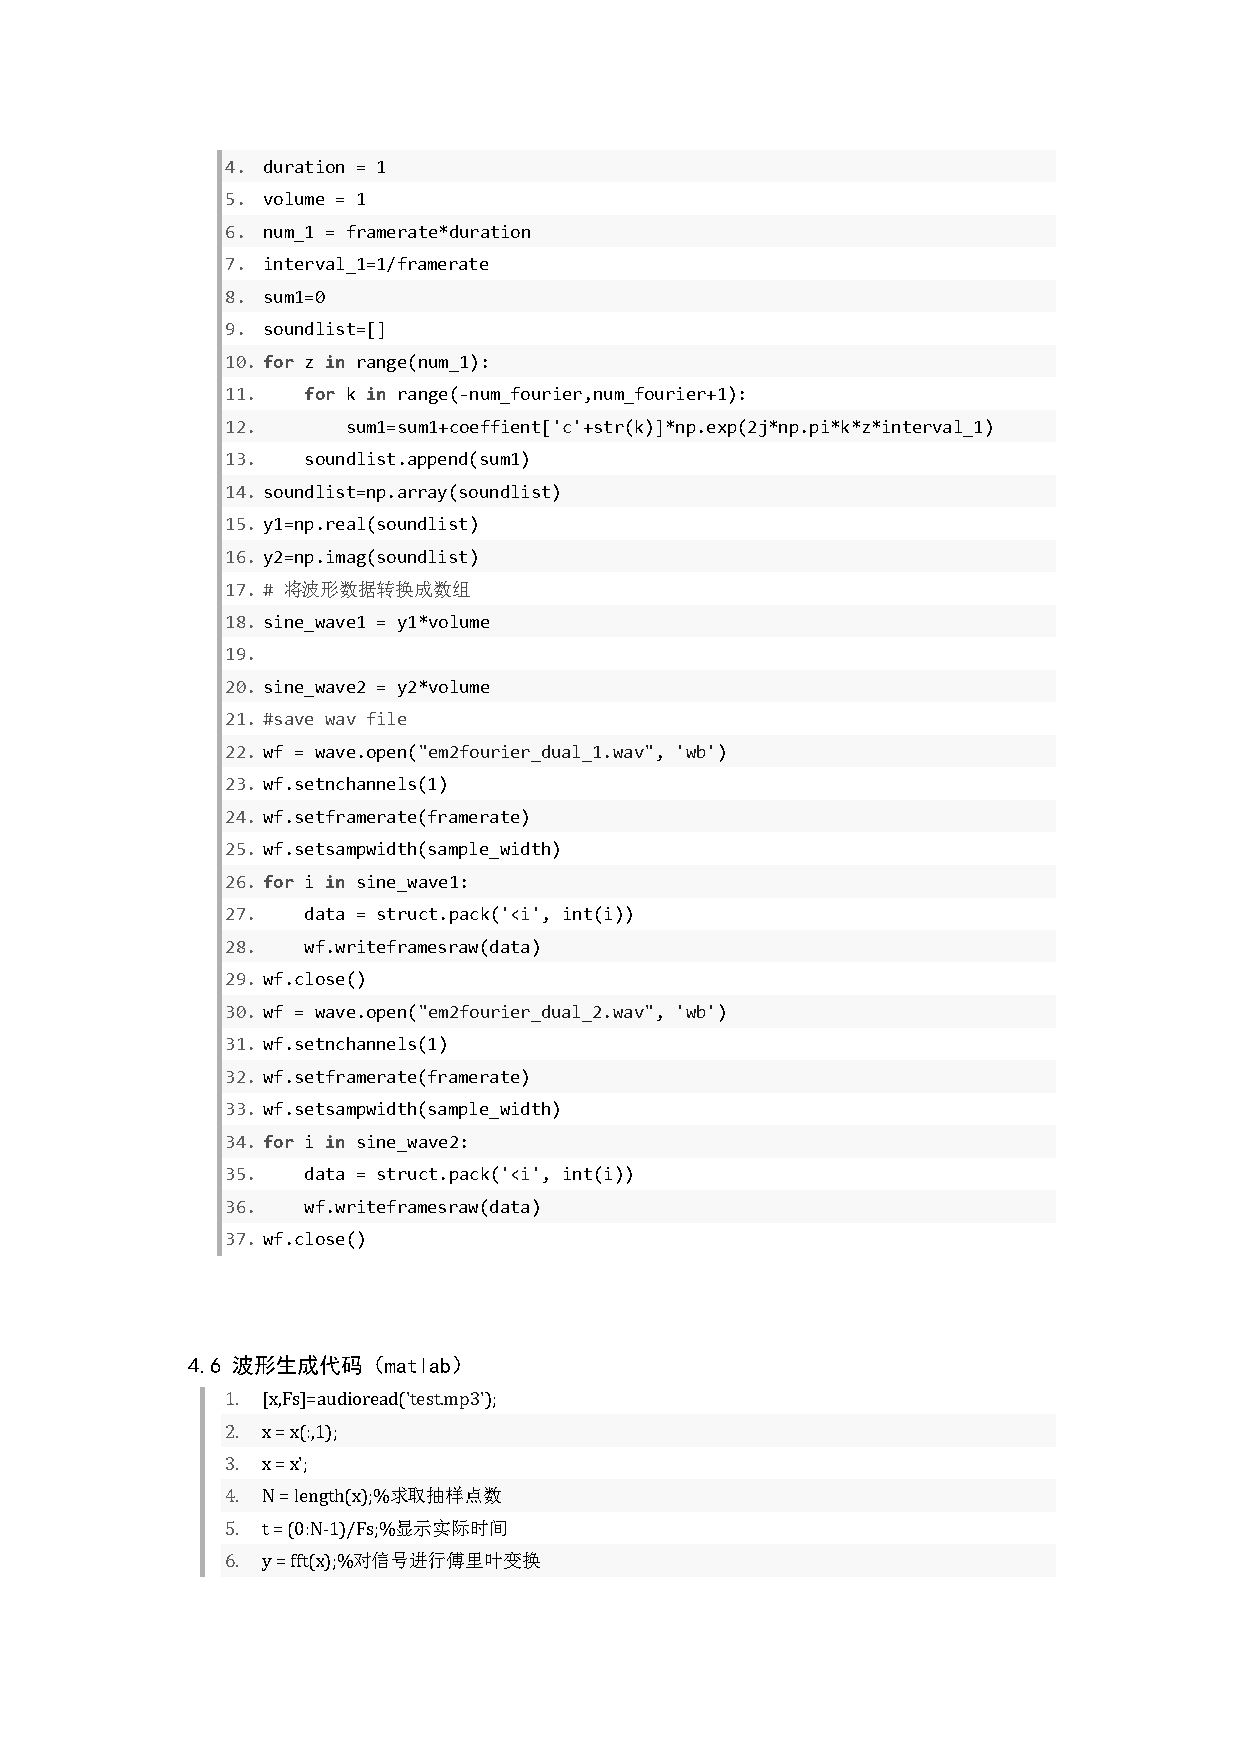 4. duration = 1
5. volume = 1
6. num_1 = framerate*duration
7. interval_1=1/framerate
8. sum1=0
9. soundlist=[]
10. for z in range(num_1):
11.     for k in range(-num_fourier,num_fourier+1):
12.         sum1=sum1+coeffient['c'+str(k)]*np.exp(2j*np.pi*k*z*interval_1)
13.     soundlist.append(sum1)
14. soundlist=np.array(soundlist)
15. y1=np.real(soundlist)
16. y2=np.imag(soundlist)
17. # 将波形数据转换成数组
18. sine_wave1 = y1*volume
19.
20. sine_wave2 = y2*volume
21. #save wav file
22. wf = wave.open("em2fourier_dual_1.wav", 'wb')
23. wf.setnchannels(1)
24. wf.setframerate(framerate)
25. wf.setsampwidth(sample_width)
26. for i in sine_wave1:
27.     data = struct.pack('<i', int(i))
28.     wf.writeframesraw(data)
29. wf.close()
30. wf = wave.open("em2fourier_dual_2.wav", 'wb')
31. wf.setnchannels(1)
32. wf.setframerate(framerate)
33. wf.setsampwidth(sample_width)
34. for i in sine_wave2:
35.     data = struct.pack('<i', int(i))
36.     wf.writeframesraw(data)
37. wf.close()
4.6 波形生成代码（matlab）
1. [x,Fs]=audioread('test.mp3');
2. x = x(:,1);
3. x = x';
4. N = length(x);%求取抽样点数
5. t = (0:N-1)/Fs;%显示实际时间
6. y = fft(x);%对信号进行傅里叶变换